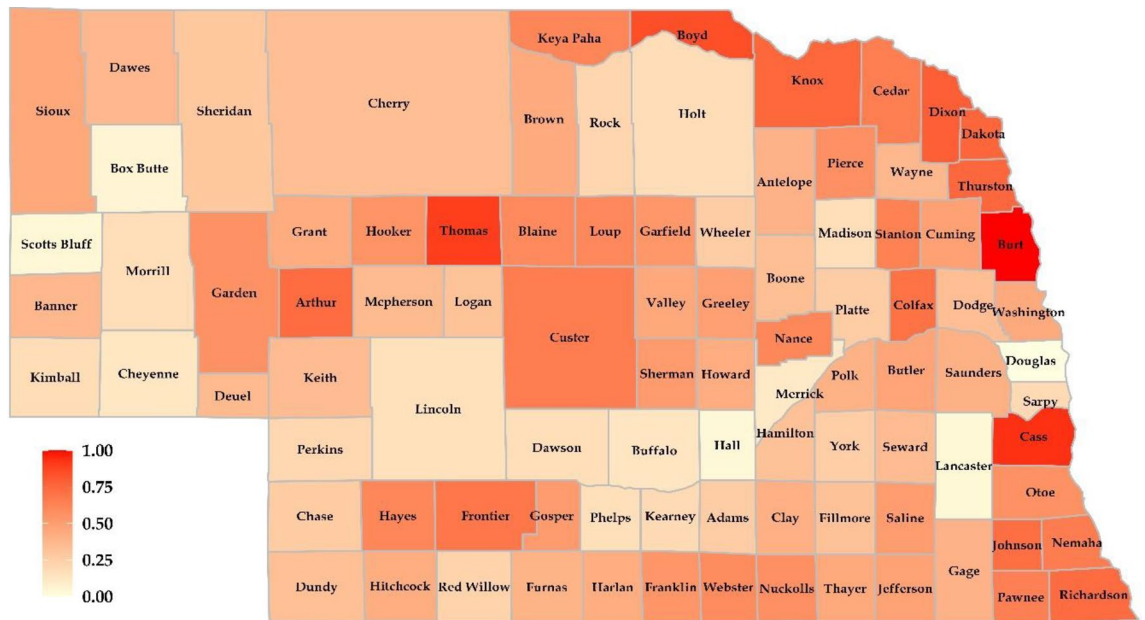 Keya Paha
Boyd
Dawes
Knox
Cedar
Sioux
Sheridan
Cherry
Brown
Rock
Holt
Dixon
Dakota
Box Butte
Antelope
Pierce
Wayne
Thurston
Scotts Bluff
Morrill
Grant
Hooker
Thomas
Blaine
Loup
Garfield
Wheeler
Madison
Stanton
Cuming
Burt
Banner
Garden
Arthur
Mcpherson
Logan
Valley
Greeley
Boone
Platte
Colfax
Dodge
Washington
Custer
Nance
Kimball
Cheyenne
Deuel
Keith
Lincoln
Sherman
Howard
Merrick
Polk
Butler
Saunders
Douglas
Sarpy
Perkins
Dawson
Buffalo
Hall
Hamilton
York
Seward
Lancaster
Cass
1.00
0.75
0.50
0.25
0.00
Chase
Hayes
Frontier
Gosper
Phelps
Kearney
Adams
Clay
Fillmore
Saline
Otoe
Dundy
Hitchcock
Red Willow
Furnas
Harlan
Franklin
Webster
Nuckolls
Thayer
Jefferson
Gage
Johnson
Nemaha
Pawnee
Richardson